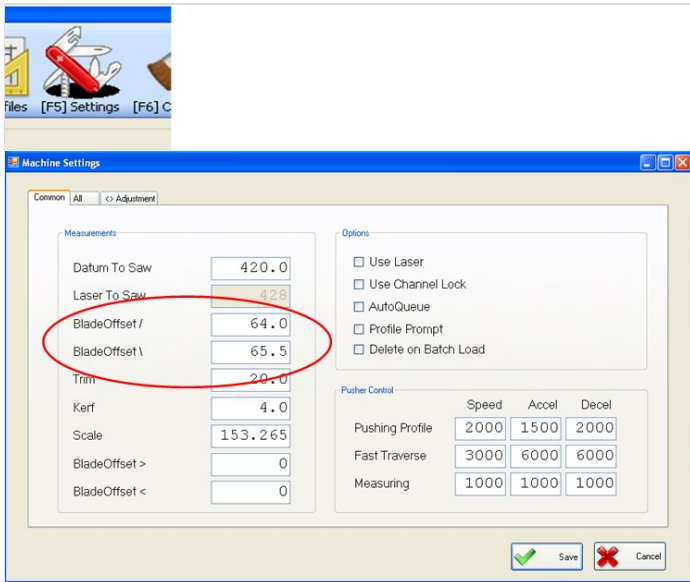 files [F5] Settings [F6] C
Machine Settings
Common All <> Adjustment
Measurements
Datum To Saw 420.0
Laser To Saw 428
BladeOffset / 64.0
BladeOffset \ 65.5
Trim 20.0
Kerf 4.0
Scale 153.265
BladeOffset > 0
BladeOffset < 0
Options
Use Laser
Use Channel Lock
AutoQueue
Profile Prompt
Delete on Batch Load
Pusher Control
Speed Accel Decel
Pushing Profile 2000 1500 2000
Fast Traverse 3000 6000 6000
Measuring 1000 1000 1000
Save Cancel